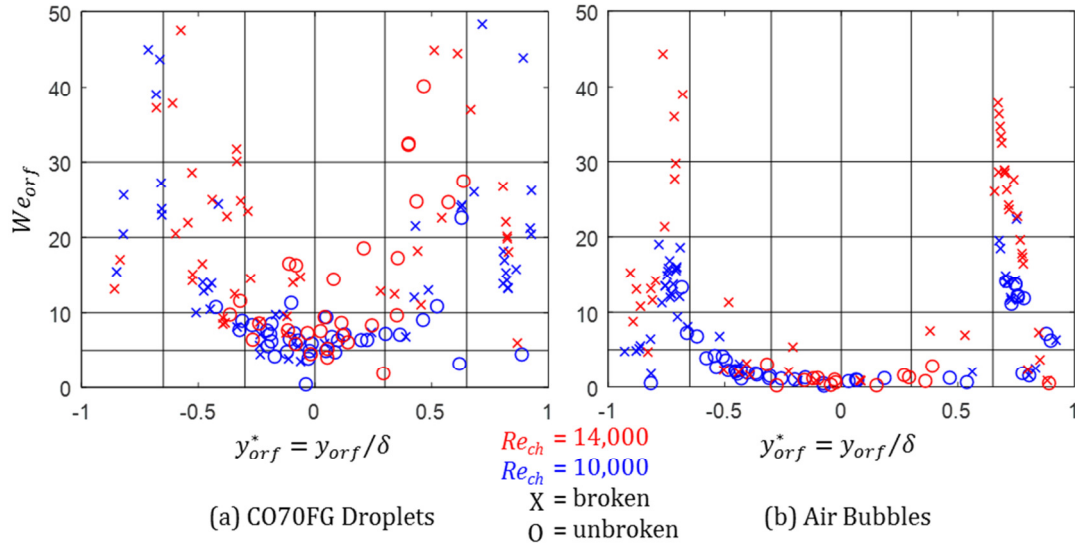 50
40
30
20
10
0
We_orf
-1
-0.5
0
0.5
1
y*_orf = y_orf/δ
(a) CO70FG Droplets
50
40
30
20
10
0
-1
-0.5
0
0.5
1
y*_orf = y_orf/δ
(b) Air Bubbles
Re_ch = 14,000
Re_ch = 10,000
X = broken
O = unbroken